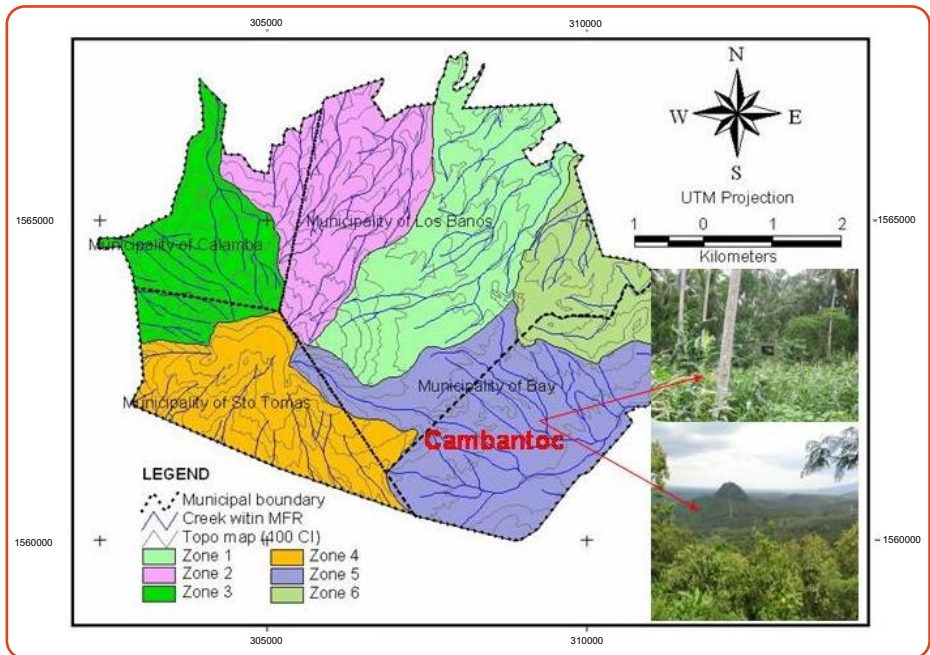 305000 310000
N
W E
S
UTM Projection
1 0 1 2
Kilometers
1565000 1565000
Municipality of Los Banos
Municipality of Calamba
Municipality of Bay
Municipality of Sto Tomas
Cambantoc
LEGEND
Municipal boundary
Creek witin MFR
Topo map (400 CI)
Zone 1 Zone 4
Zone 2 Zone 5
Zone 3 Zone 6
1560000 1560000
305000 310000